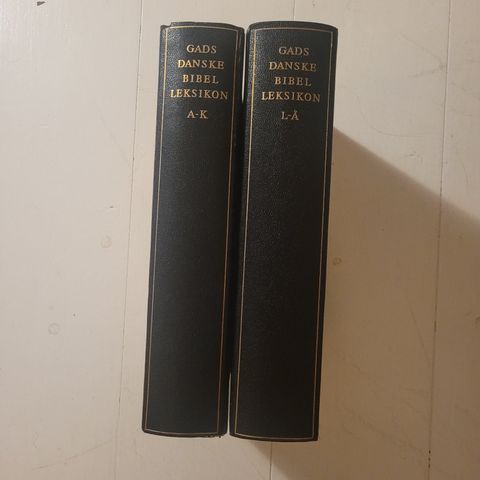 GADS
DANSKE
BIBEL
LEKSIKON
A-K
GADS
DANSKE
BIBEL
LEKSIKON
L-Å